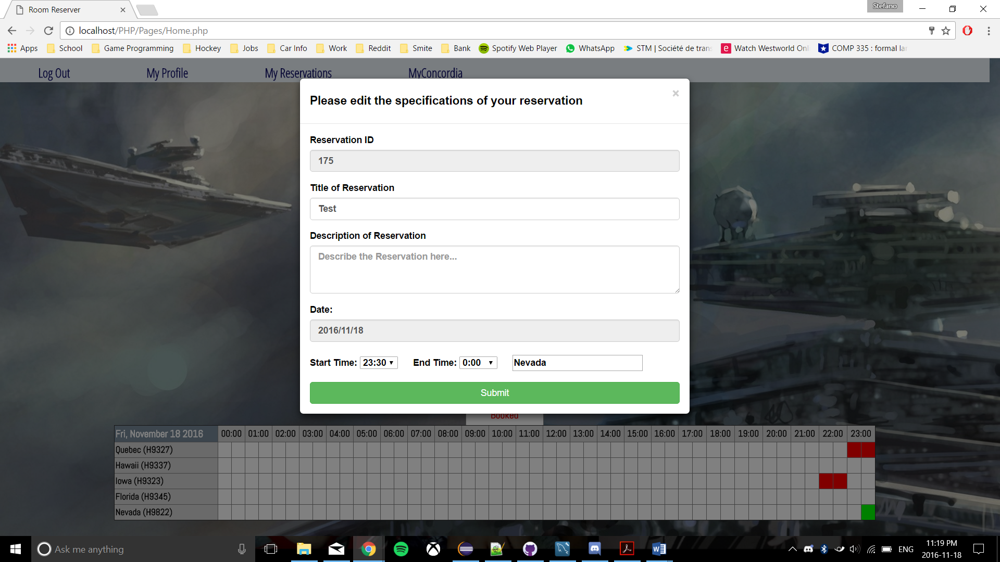 Room Reserver
Stefano
localhost/PHP/Pages/Home.php
Apps School Game Programming Hockey Jobs Car Info Work Reddit Smite Bank Spotify Web Player WhatsApp STM | Société de trans Watch Westworld Onl COMP 335 : formal lan
Log Out My Profile My Reservations MyConcordia
Please edit the specifications of your reservation ×
Reservation ID
175
Title of Reservation
Test
Description of Reservation
Describe the Reservation here...
Date:
2016/11/18
Start Time: 23:30 End Time: 0:00 Nevada
Submit
Booked
Fri, November 18 2016 00:00 01:00 02:00 03:00 04:00 05:00 06:00 07:00 08:00 09:00 10:00 11:00 12:00 13:00 14:00 15:00 16:00 17:00 18:00 19:00 20:00 21:00 22:00 23:00
Quebec (H9327)
Hawaii (H9337)
Iowa (H9323)
Florida (H9345)
Nevada (H9822)
Ask me anything
ENG
11:19 PM
2016-11-18